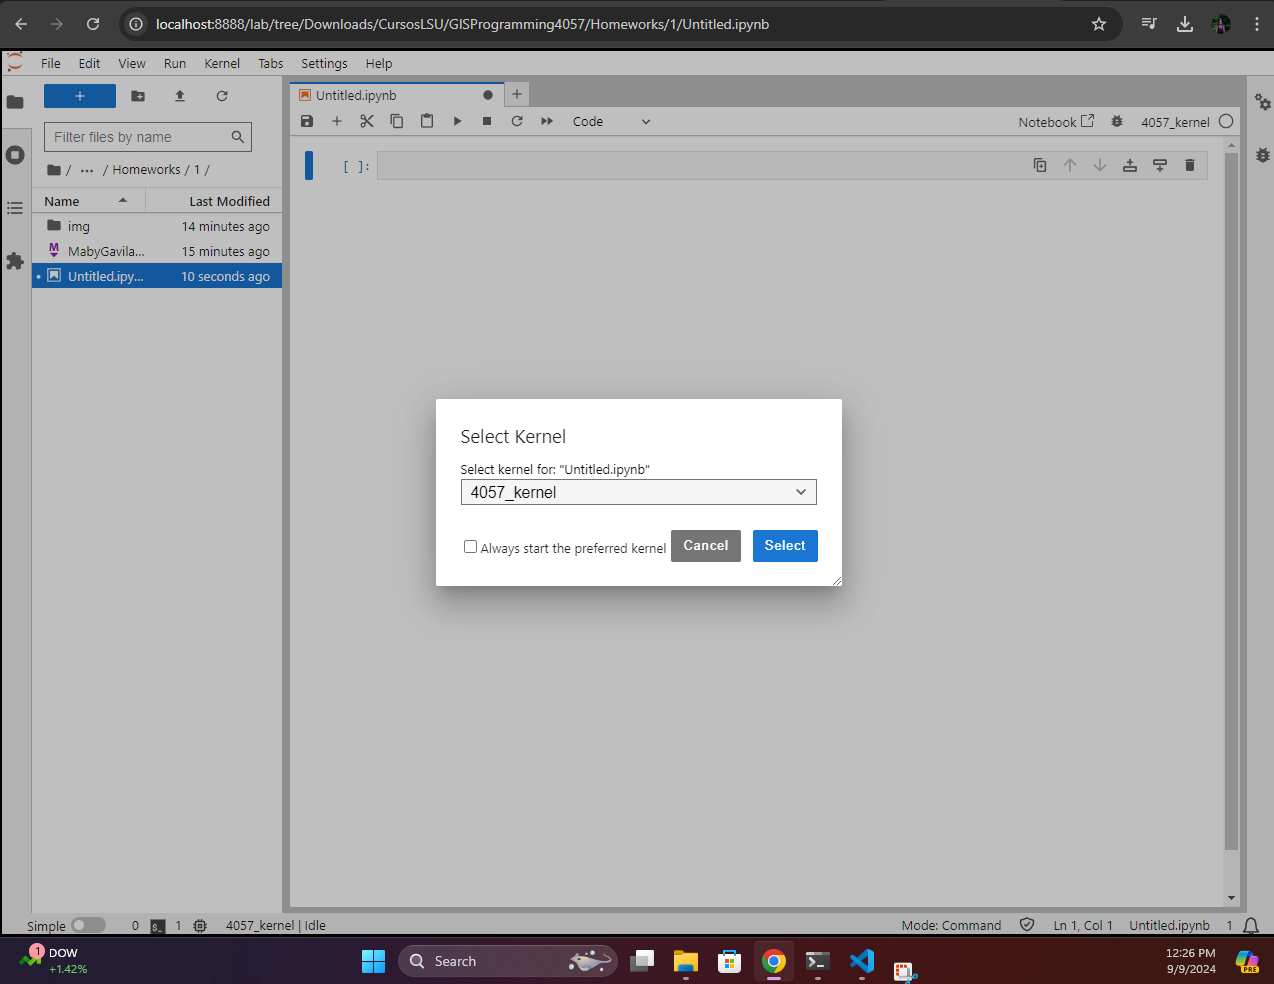 localhost:8888/lab/tree/Downloads/CursosLSU/GISProgramming4057/Homeworks/1/Untitled.ipynb
File Edit View Run Kernel Tabs Settings Help
+
Untitled.ipynb
+
Filter files by name
Code
Notebook
4057_kernel
/ ··· / Homeworks / 1 /
[ ]:
Name Last Modified
img 14 minutes ago
M MabyGavila... 15 minutes ago
Untitled.ipy... 10 seconds ago
Select Kernel
Select kernel for: "Untitled.ipynb"
4057_kernel
Always start the preferred kernel Cancel Select
Simple 0 $_ 1 4057_kernel | Idle Mode: Command Ln 1, Col 1 Untitled.ipynb 1
1 DOW
+1.42%
Search
12:26 PM
9/9/2024
PRE